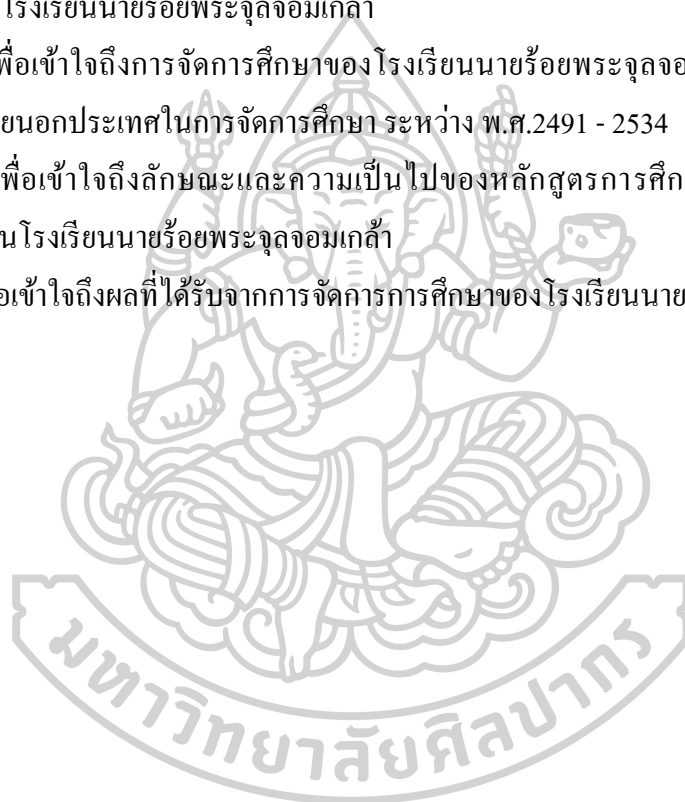 โรงเรียนนายร้อยพระจุลจอมเกล้า
พื่อเข้าใจถึงการจัดการศึกษาของโรงเรียนนายร้อยพระจุลจอ
ยนอกประเทศในการจัดการศึกษา ระหว่าง พ.ศ.2491 - 2534
พื่อเข้าใจถึงลักษณะและความเป็นไปของหลักสูตรการศึก
นโรงเรียนนายร้อยพระจุลจอมเกล้า
อเข้าใจถึงผลที่ได้รับจากการจัดการการศึกษาของโรงเรียนนาย
มหาวิทยาลัยศิลปากร